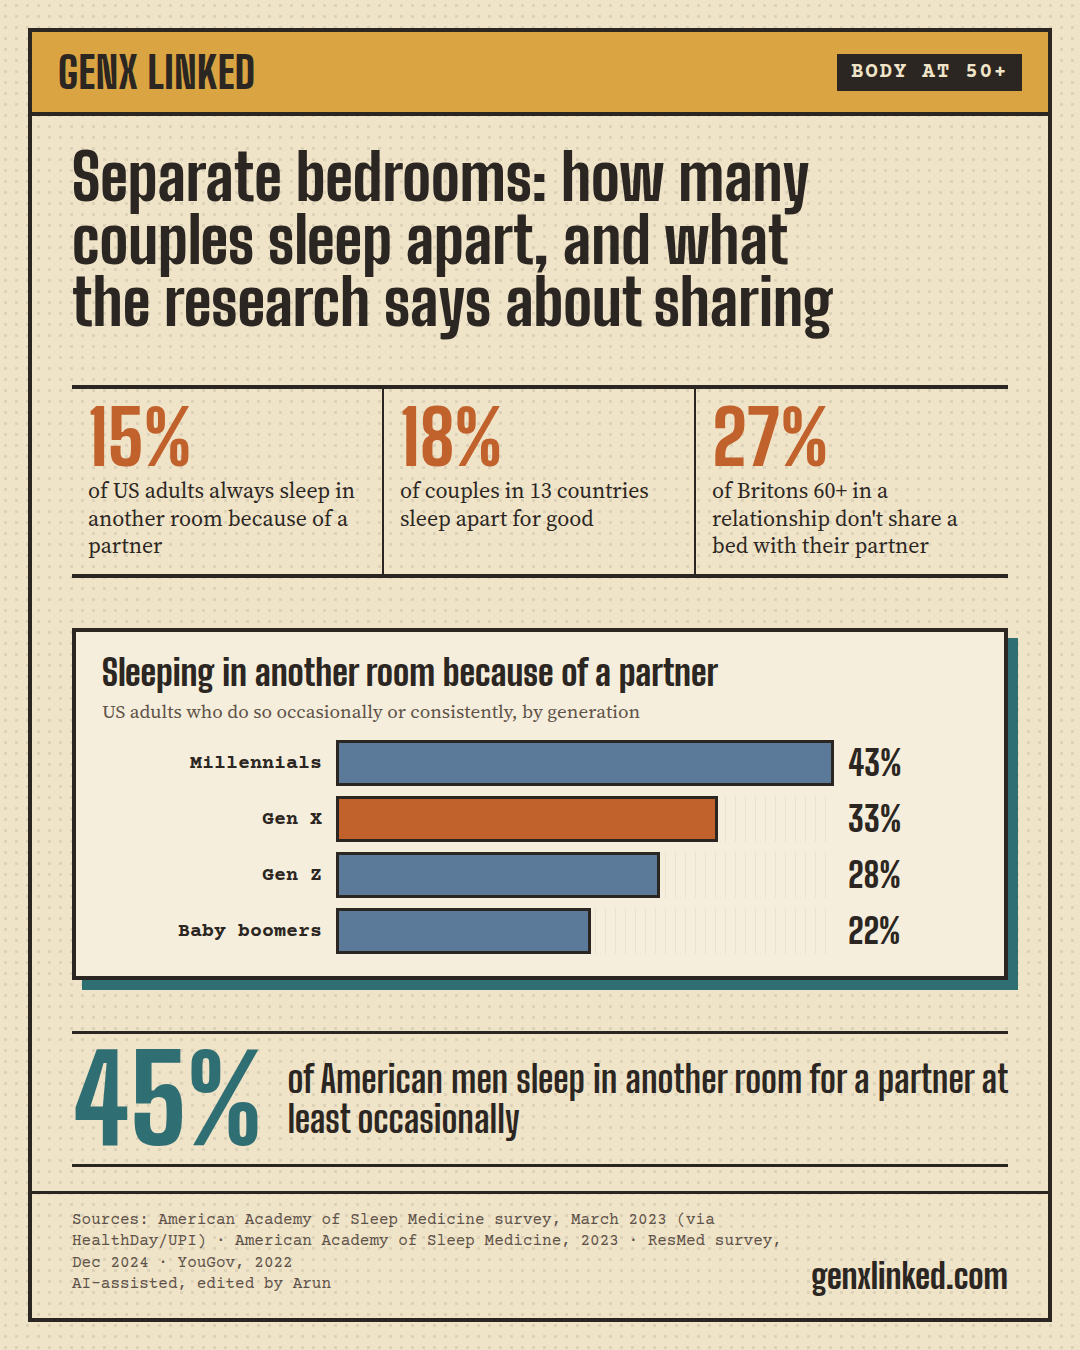 GENX LINKED
BODY AT 50+
Separate bedrooms: how many
couples sleep apart, and what
the research says about sharing
15%
of US adults always sleep in
another room because of a
partner
18%
of couples in 13 countries
sleep apart for good
27%
of Britons 60+ in a
relationship don't share a
bed with their partner
Sleeping in another room because of a partner
US adults who do so occasionally or consistently, by generation
Millennials 43%
Gen X 33%
Gen Z 28%
Baby boomers 22%
45%
of American men sleep in another room for a partner at
least occasionally
Sources: American Academy of Sleep Medicine survey, March 2023 (via
HealthDay/UPI) · American Academy of Sleep Medicine, 2023 · ResMed survey,
Dec 2024 · YouGov, 2022
AI-assisted, edited by Arun
genxlinked.com